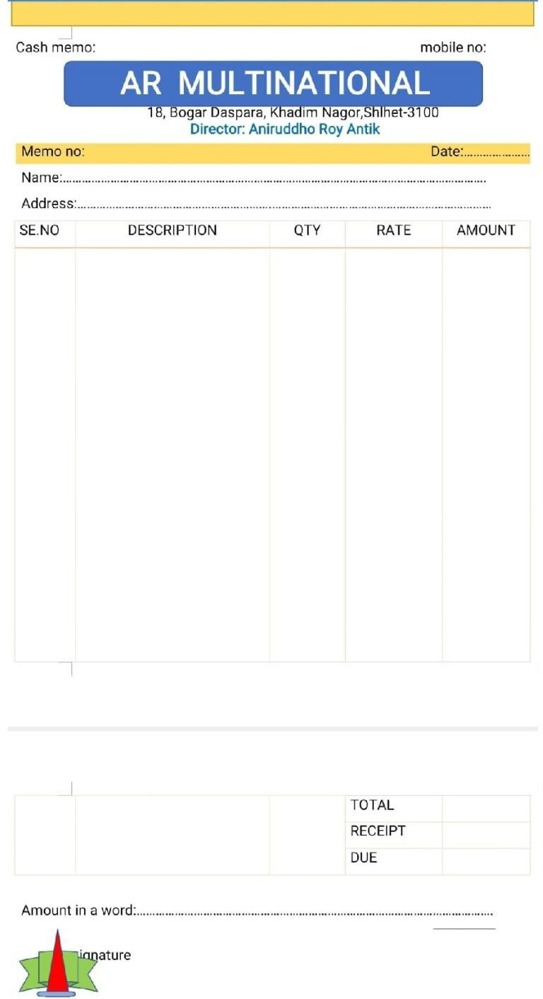 Cash memo: mobile no:
AR MULTINATIONAL
18, Bogar Daspara, Khadim Nagor,Shlhet-3100
Director: Aniruddho Roy Antik
Memo no: Date:....................
Name:....................................................................................................
Address:....................................................................................................
SE.NO DESCRIPTION QTY RATE AMOUNT
TOTAL
RECEIPT
DUE
Amount in a word:....................................................................................................
ignature